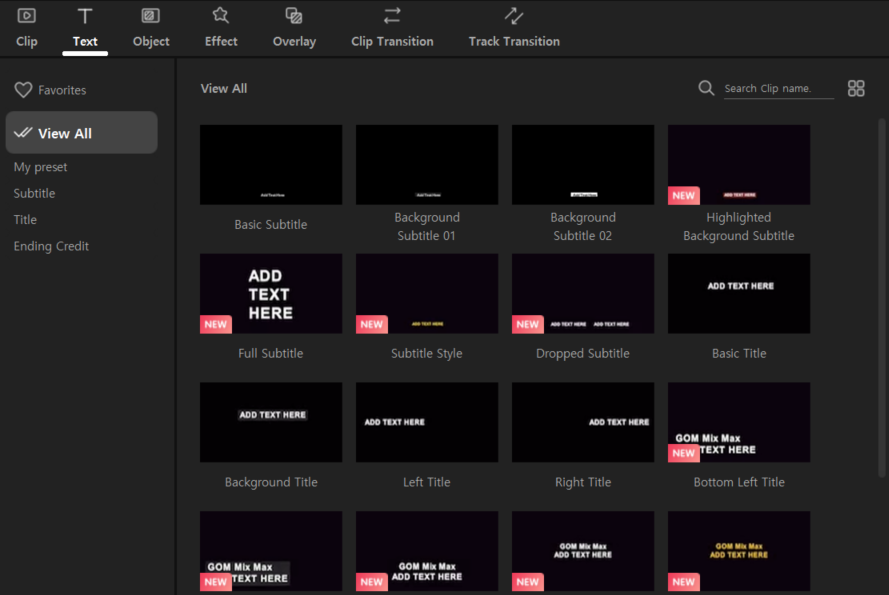 Clip
Text
Object
Effect
Overlay
Clip Transition
Track Transition
Favorites
View All
My preset
Subtitle
Title
Ending Credit
View All
Search Clip name.
Add Text Here
Add Text Here
Add Text Here
NEW
ADD TEXT HERE
Basic Subtitle
Background
Subtitle 01
Background
Subtitle 02
Highlighted
Background Subtitle
ADD
TEXT
HERE
NEW
NEW
ADD TEXT HERE
NEW
ADD TEXT HERE
ADD TEXT HERE
ADD TEXT HERE
Full Subtitle
Subtitle Style
Dropped Subtitle
Basic Title
ADD TEXT HERE
ADD TEXT HERE
ADD TEXT HERE
GOM Mix Max
TEXT HERE
NEW
Background Title
Left Title
Right Title
Bottom Left Title
GOM Mix Max
TEXT HERE
NEW
GOM Mix Max
ADD TEXT HERE
NEW
GOM Mix Max
ADD TEXT HERE
NEW
GOM Mix Max
ADD TEXT HERE
NEW